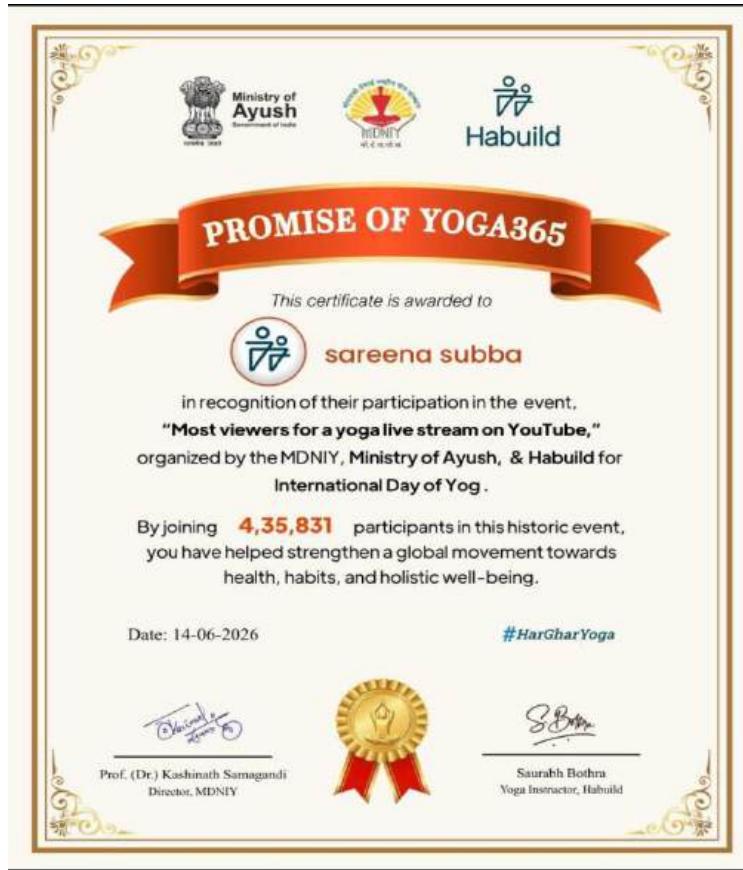 Ministry of
Ayush
Government of India
MDNIY
Habuild
PROMISE OF YOGA365
This certificate is awarded to
sareena subba
in recognition of their participation in the event,
“Most viewers for a yoga live stream on YouTube,”
organized by the MDNIY, Ministry of Ayush, & Habuild for
International Day of Yog .
By joining 4,35,831 participants in this historic event,
you have helped strengthen a global movement towards
health, habits, and holistic well-being.
Date: 14-06-2026
#HarGharYoga
Prof. (Dr.) Kashinath Samagandi
Director, MDNIY
Saurabh Bothra
Yoga Instructor, Habuild